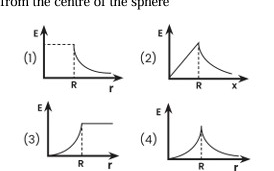 from the centre of the sphere
E E
(1) (2)
R r R x
E E
(3) (4)
R r R r